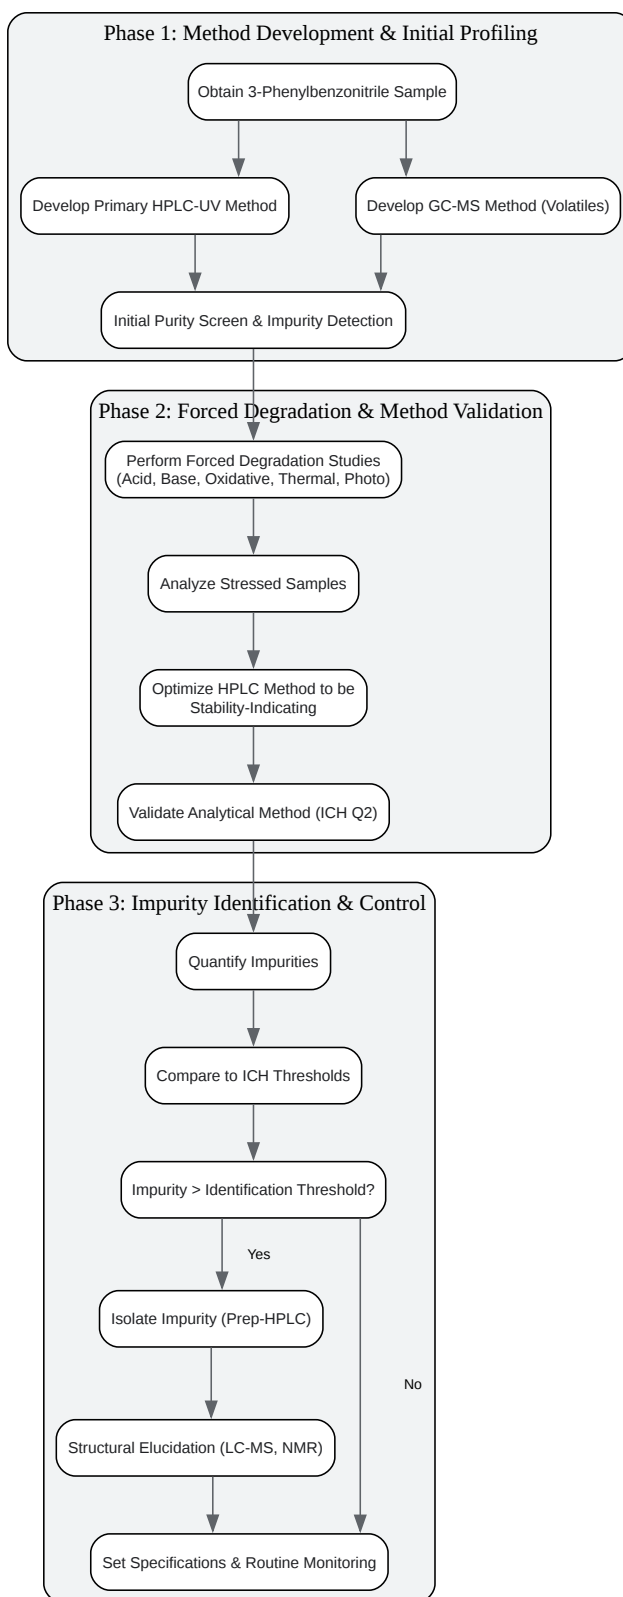 Phase 1: Method Development & Initial Profiling
Obtain 3-Phenylbenzonitrile Sample
Develop Primary HPLC-UV Method
Develop GC-MS Method (Volatiles)
Initial Purity Screen & Impurity Detection
Phase 2: Forced Degradation & Method Validation
Perform Forced Degradation Studies
(Acid, Base, Oxidative, Thermal, Photo)
Analyze Stressed Samples
Optimize HPLC Method to be
Stability-Indicating
Validate Analytical Method (ICH Q2)
Phase 3: Impurity Identification & Control
Quantify Impurities
Compare to ICH Thresholds
Impurity > Identification Threshold?
Yes
Isolate Impurity (Prep-HPLC)
No
Structural Elucidation (LC-MS, NMR)
Set Specifications & Routine Monitoring